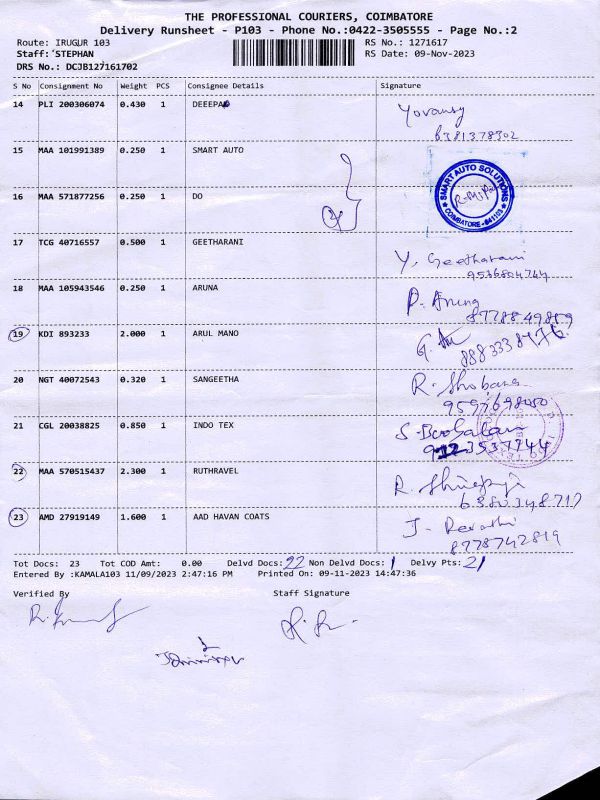 THE PROFESSIONAL COURIERS, COIMBATORE
Delivery Runsheet - P103 - Phone No.:0422-3505555 - Page No.:2
Route: IRUGUR 103 RS No.: 1271617
Staff: STEPHAN RS Date: 09-Nov-2023
DRS No.: DCJB127161702
S No Consignment No Weight PCS Consignee Details Signature
14 PLI 200306074 0.430 1 DEEEPAK
6381378302
15 MAA 101991389 0.250 1 SMART AUTO
SMART AUTO SOLUTIONS
COIMBATORE - 641103
16 MAA 571877256 0.250 1 DO
17 TCG 40716557 0.500 1 GEETHARANI Y. Geetharani
9536804744
18 MAA 105943546 0.250 1 ARUNA P. Aruna
8778849869
19 KDI 893233 2.000 1 ARUL MANO
20 NGT 40072543 0.320 1 SANGEETHA R. Shobana
9597698050
21 CGL 20038825 0.850 1 INDO TEX
22 MAA 570515437 2.300 1 RUTHRAVEL
6380348717
23 AMD 27919149 1.600 1 AAD HAVAN COATS J. Revathi
8778742819
Tot Docs: 23 Tot COD Amt: 0.00 Delvd Docs: 22 Non Delvd Docs: 1 Delvy Pts: 21
Entered By :KAMALA103 11/09/2023 2:47:16 PM Printed On: 09-11-2023 14:47:36
Verified By Staff Signature